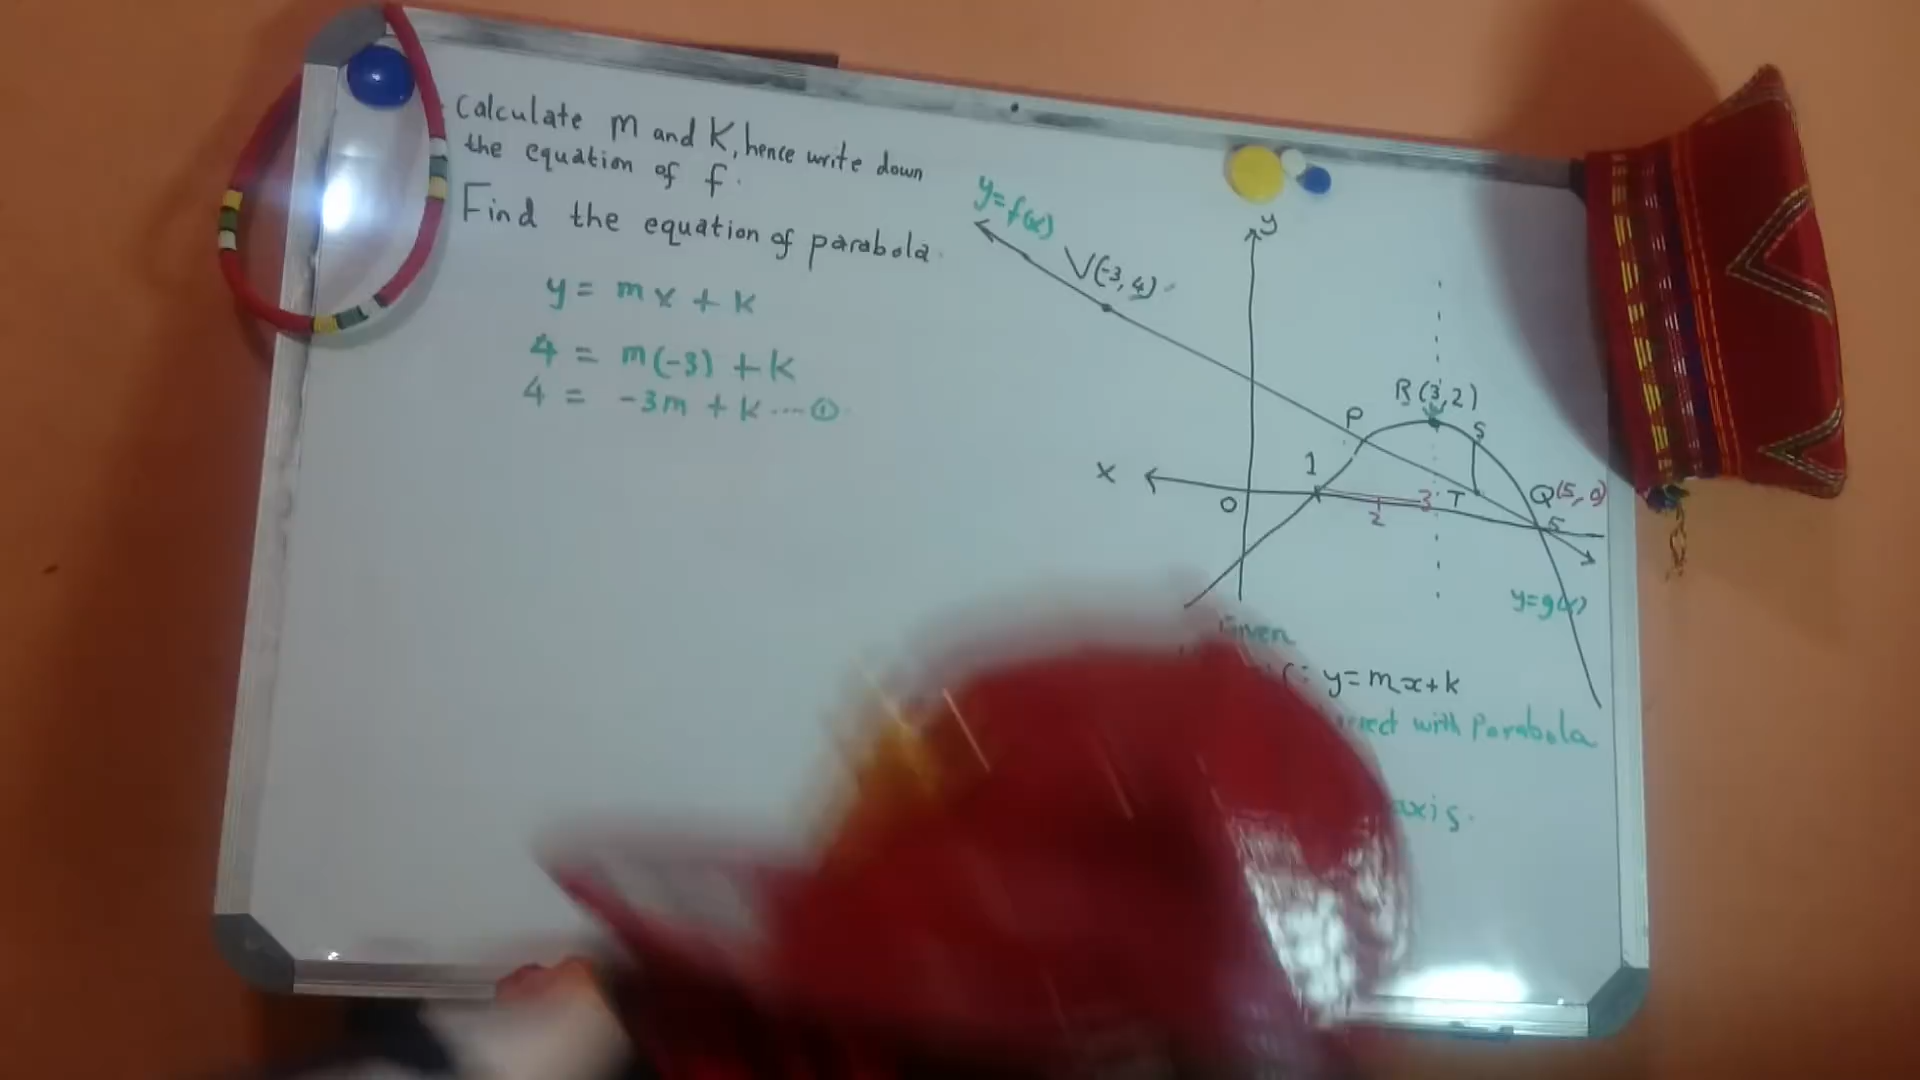 Calculate m and K, hence write down
the equation of f.
Find the equation of parabola.
y = mx + k
4 = m(-3) + k
4 = -3m + k ---- ①
y=f(x)
V(-3, 4)
y
R(3,2)
P
S
1
X
O
2
3
T
Q(5, 0)
5
y=g(x)
Given
: y=mx+k
with Parabola
axis.